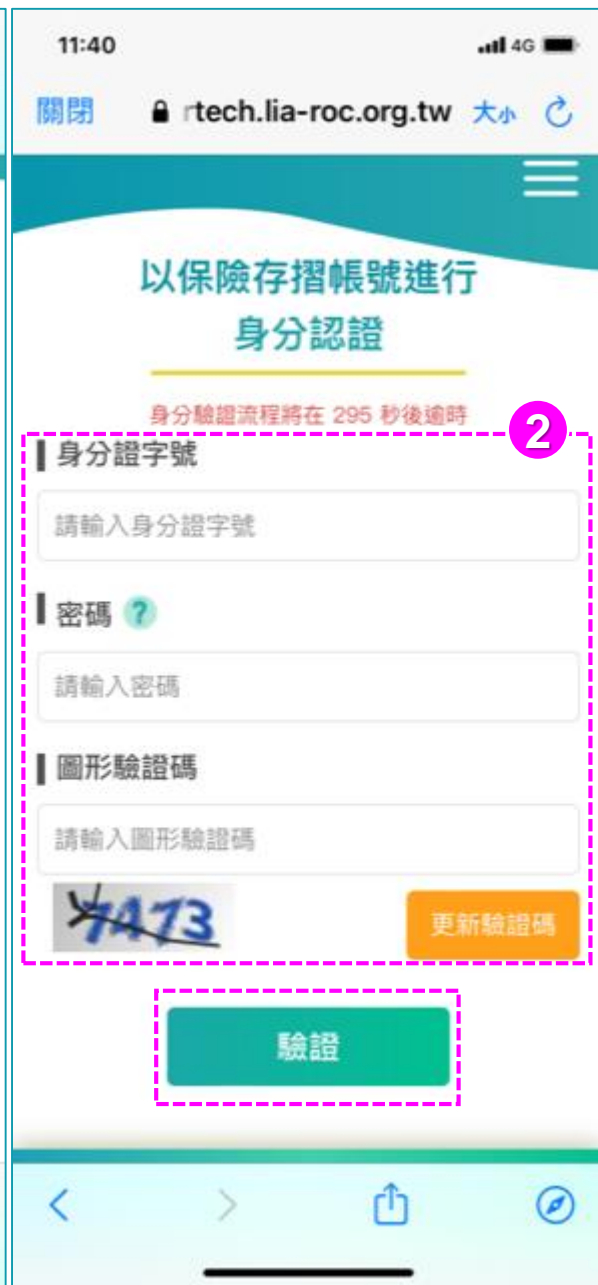 11:40
4G
關閉
rtech.lia-roc.org.tw
大小
以保險存摺帳號進行
身分認證
身分驗證流程將在 295 秒後逾時
2
身分證字號
請輸入身分證字號
密碼 ?
請輸入密碼
圖形驗證碼
請輸入圖形驗證碼
更新驗證碼
驗證